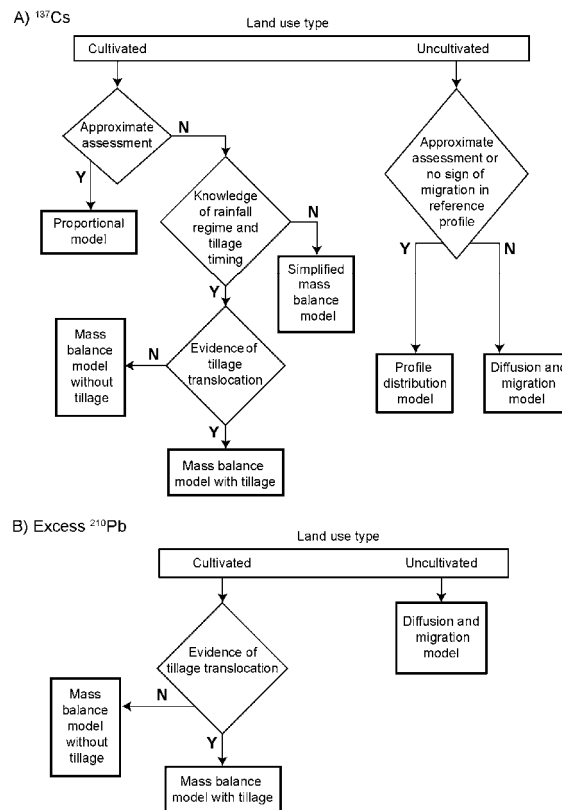 A) ¹³⁷Cs
Land use type
Cultivated
Uncultivated
Approximate
assessment
N
Y
Proportional
model
Knowledge
of rainfall
regime and
tillage
timing
N
Y
Simplified
mass
balance
model
Evidence of
tillage
translocation
N
Mass
balance
model
without
tillage
Y
Mass balance
model with tillage
Approximate
assessment or
no sign of
migration in
reference
profile
Y
N
Profile
distribution
model
Diffusion and
migration
model
B) Excess ²¹⁰Pb
Land use type
Cultivated
Uncultivated
Evidence of
tillage translocation
N
Mass
balance
model
without
tillage
Y
Mass balance
model with tillage
Diffusion and
migration
model